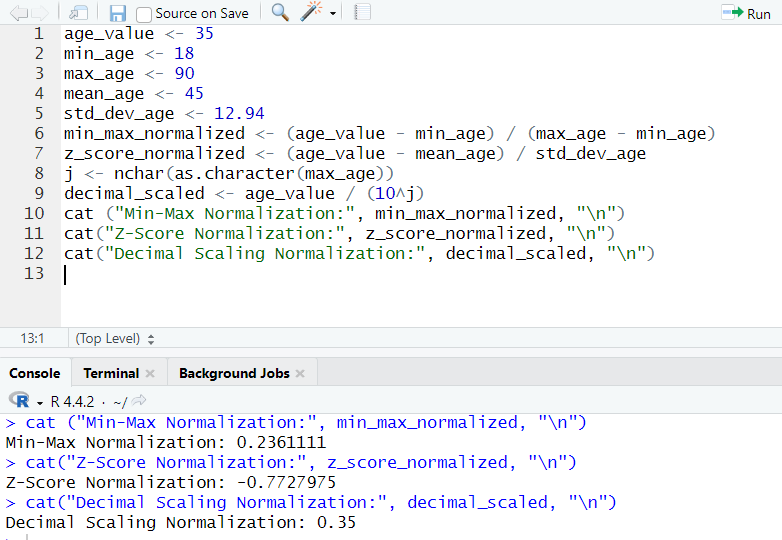 Source on Save
Run
1 age_value <- 35
2 min_age <- 18
3 max_age <- 90
4 mean_age <- 45
5 std_dev_age <- 12.94
6 min_max_normalized <- (age_value - min_age) / (max_age - min_age)
7 z_score_normalized <- (age_value - mean_age) / std_dev_age
8 j <- nchar(as.character(max_age))
9 decimal_scaled <- age_value / (10^j)
10 cat ("Min-Max Normalization:", min_max_normalized, "\n")
11 cat("Z-Score Normalization:", z_score_normalized, "\n")
12 cat("Decimal Scaling Normalization:", decimal_scaled, "\n")
13
13:1 (Top Level)
Console Terminal Background Jobs
R R 4.4.2 · ~/
> cat ("Min-Max Normalization:", min_max_normalized, "\n")
Min-Max Normalization: 0.2361111
> cat("Z-Score Normalization:", z_score_normalized, "\n")
Z-Score Normalization: -0.7727975
> cat("Decimal Scaling Normalization:", decimal_scaled, "\n")
Decimal Scaling Normalization: 0.35